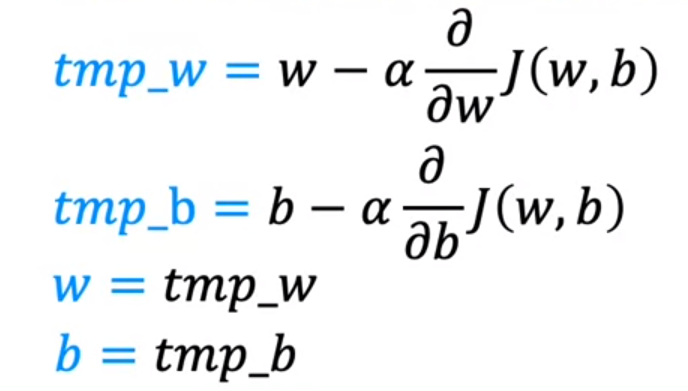 tmp_w = w − α ∂/∂w J(w, b)
tmp_b = b − α ∂/∂b J(w, b)
w = tmp_w
b = tmp_b